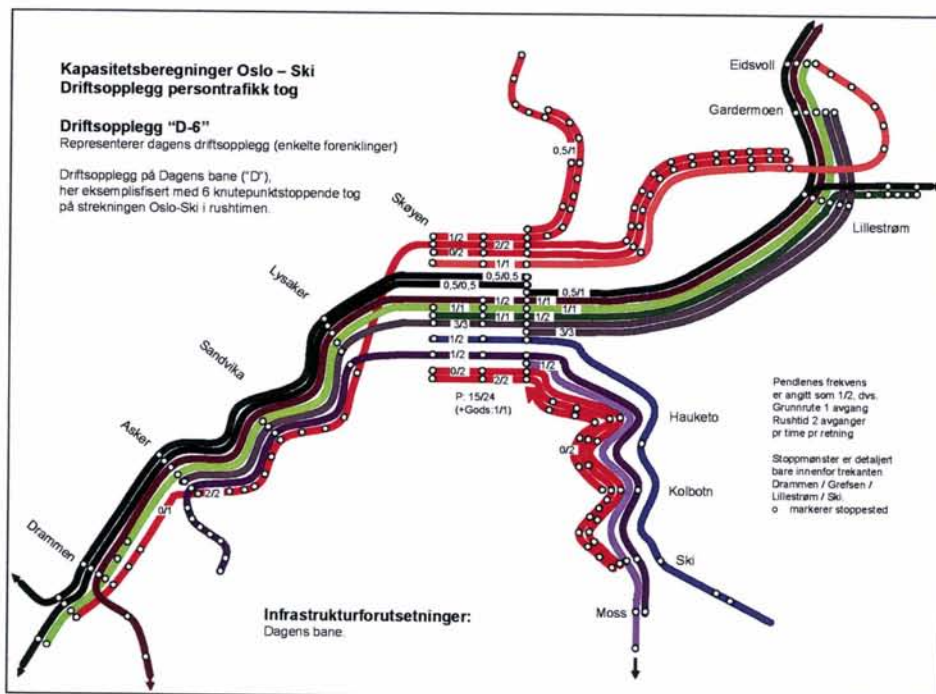 Kapasitetsberegninger Oslo – Ski
Driftsopplegg persontrafikk tog
Driftsopplegg "D-6"
Representerer dagens driftsopplegg (enkelte forenklinger)
Driftsopplegg på Dagens bane ("D"),
her eksemplisfisert med 6 knutepunktstoppende tog
på strekningen Oslo-Ski i rushtimen.
Eidsvoll
Gardermoen
Lillestrøm
Skøyen
Lysaker
Sandvika
Asker
Drammen
0,5/1
1/2
2/2
0/2
1/1
0,5/0,5
0,5/0,5
0,5/1
1/2
1/1
1/1
1/1
1/1
1/2
3/3
3/3
1/2
1/2
1/2
0/2
2/2
P: 15/24
(+Gods:1/1)
0/2
2/2
0/1
Hauketo
Kolbotn
Ski
Moss
Pendlenes frekvens
er angitt som 1/2, dvs.
Grunnrute 1 avgang
Rushtid 2 avganger
pr time pr retning
Stoppmønster er detaljert
bare innenfor trekanten
Drammen / Grefsen /
Lillestrøm / Ski.
o markerer stoppested
Infrastrukturforutsetninger:
Dagens bane.